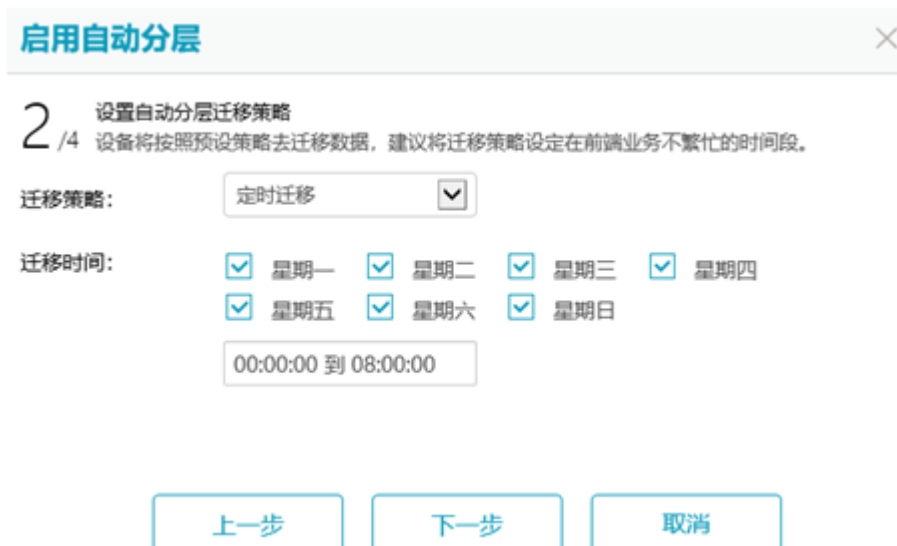 启用自动分层
2/4 设置自动分层迁移策略
设备将按照预设策略去迁移数据，建议将迁移策略设定在前端业务不繁忙的时间段。
迁移策略： 定时迁移
迁移时间： 星期一 星期二 星期三 星期四
星期五 星期六 星期日
00:00:00 到 08:00:00
上一步 下一步 取消